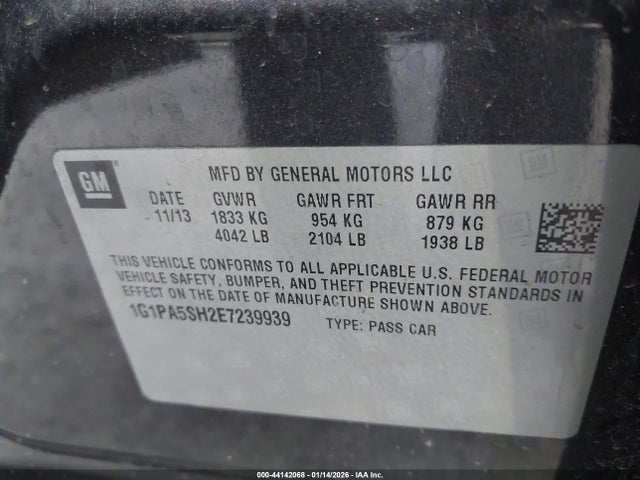 GM
MFD BY GENERAL MOTORS LLC
DATE GVWR GAWR FRT GAWR RR
11/13 1833 KG 954 KG 879 KG
4042 LB 2104 LB 1938 LB
THIS VEHICLE CONFORMS TO ALL APPLICABLE U.S. FEDERAL MOTOR
VEHICLE SAFETY, BUMPER, AND THEFT PREVENTION STANDARDS IN
EFFECT ON THE DATE OF MANUFACTURE SHOWN ABOVE.
1G1PA5SH2E7239939 TYPE: PASS CAR
000-44142068 - 01/14/2026 - IAA Inc.